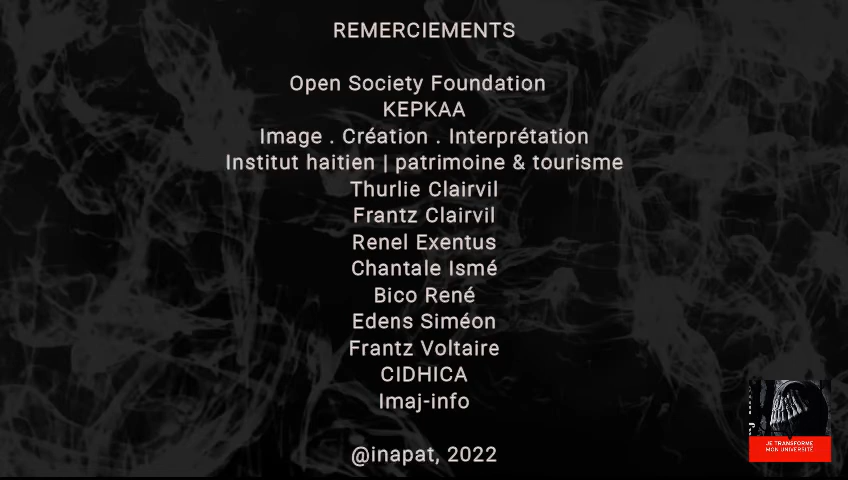 REMERCIEMENTS
Open Society Foundation
KEPKAA
Image . Création . Interprétation
Institut haitien | patrimoine & tourisme
Thurlie Clairvil
Frantz Clairvil
Renel Exentus
Chantale Ismé
Bico René
Edens Siméon
Frantz Voltaire
CIDHICA
Imaj-info
@inapat, 2022
JE TRANSFORME
MON UNIVERSITÉ